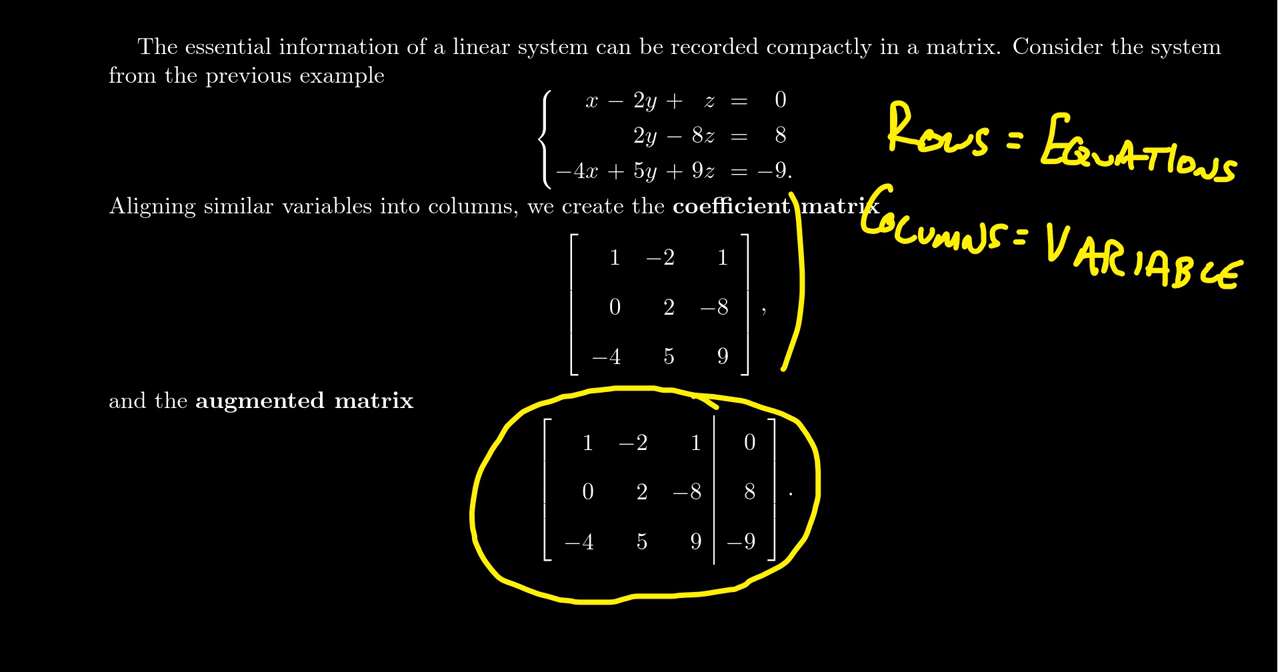 The essential information of a linear system can be recorded compactly in a matrix. Consider the system
from the previous example
x − 2y + z = 0
2y − 8z = 8
−4x + 5y + 9z = −9.
Rows = Equations
Aligning similar variables into columns, we create the coefficient matrix
Columns = Variable
1 −2 1
0 2 −8 ,
−4 5 9
and the augmented matrix
1 −2 1 | 0
0 2 −8 | 8 .
−4 5 9 | −9